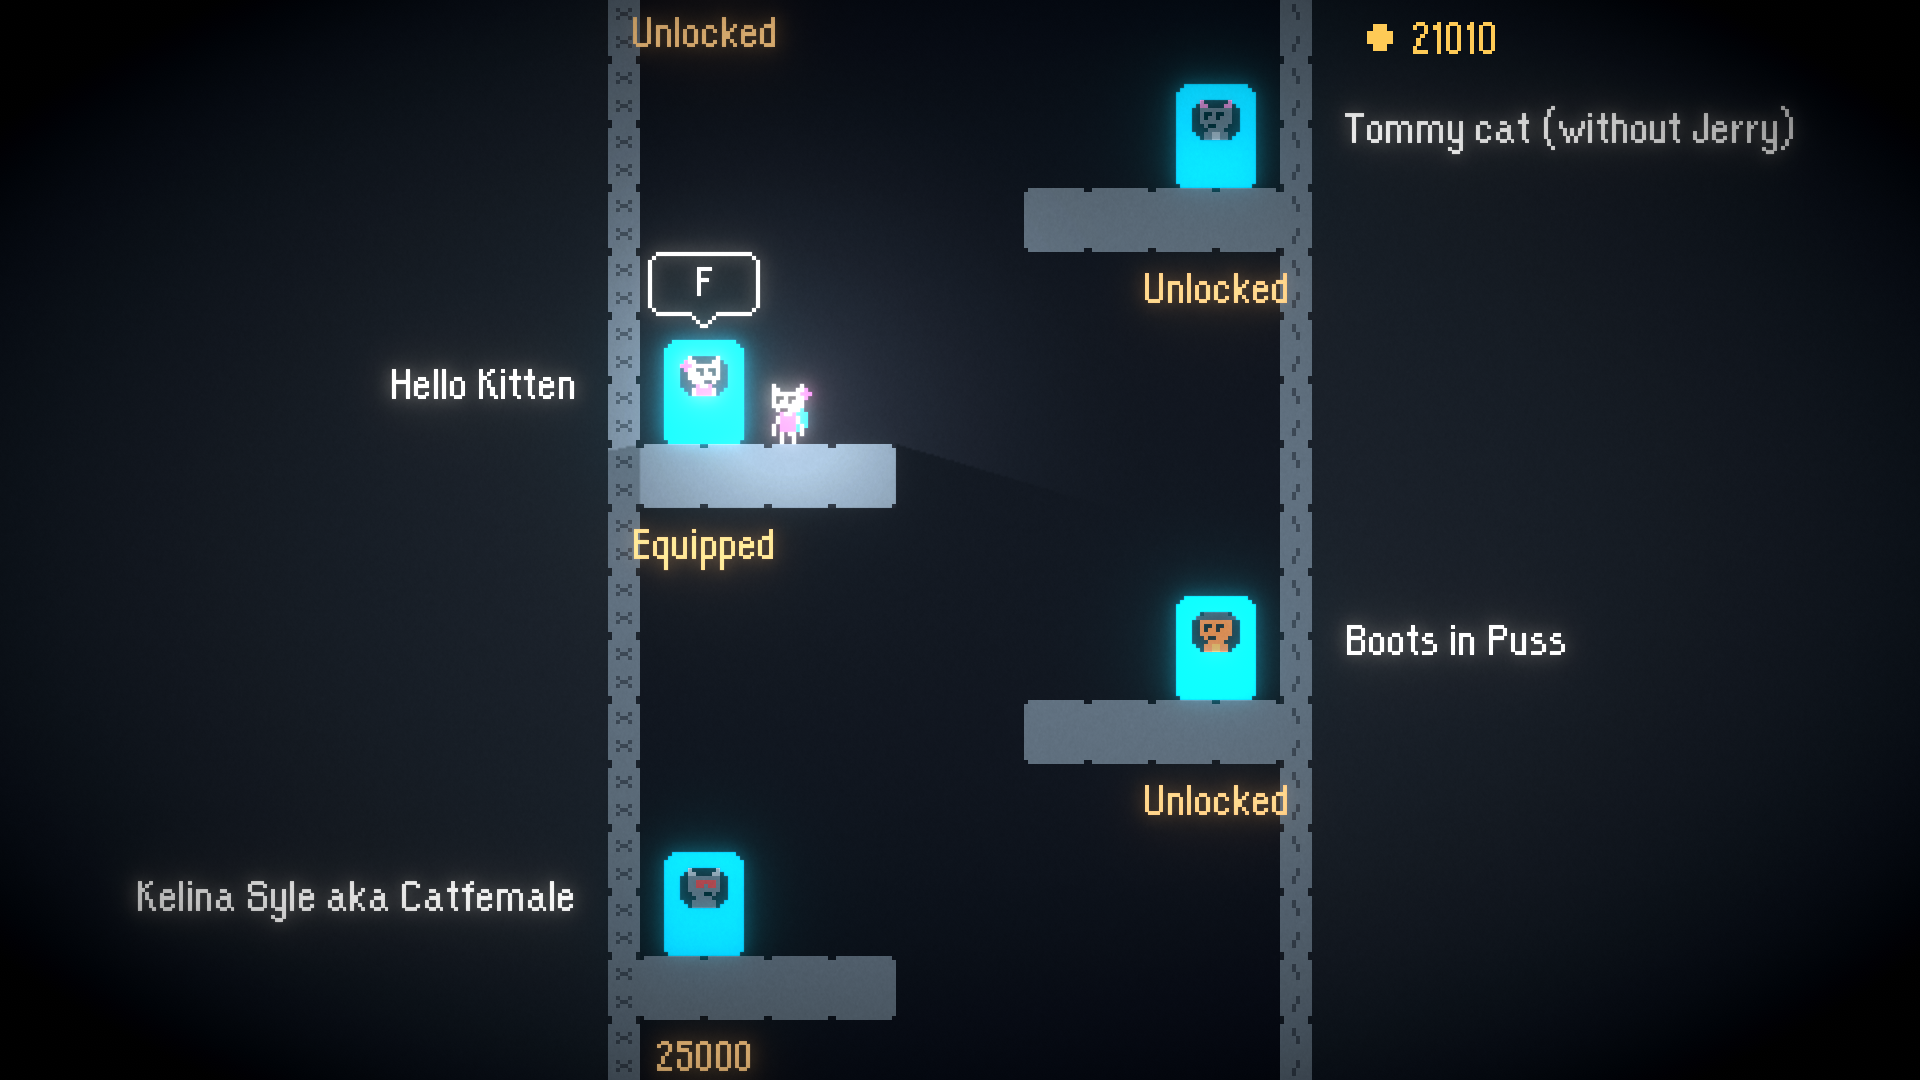 Unlocked
21010
Tommy cat (without Jerry)
Unlocked
F
Hello Kitten
Equipped
Boots in Puss
Unlocked
Kelina Syle aka Catfemale
25000